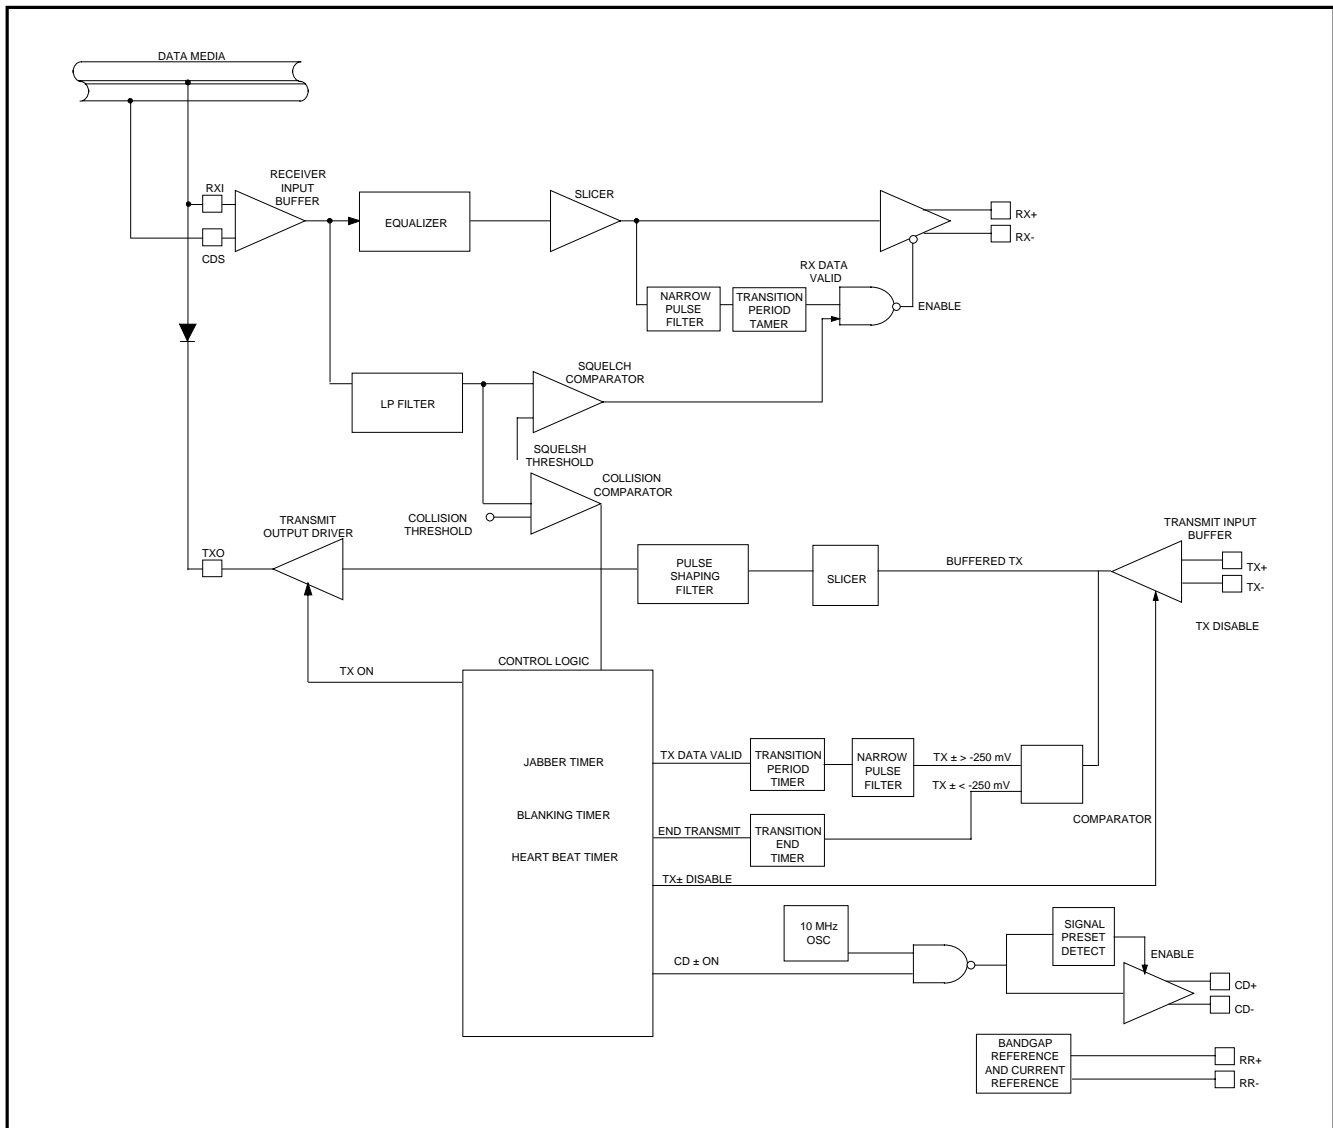 DATA MEDIA
RXI
CDS
RECEIVER
INPUT
BUFFER
EQUALIZER
SLICER
RX+
RX-
RX DATA
VALID
NARROW
PULSE
FILTER
TRANSITION
PERIOD
TAMER
ENABLE
SQUELCH
COMPARATOR
LP FILTER
SQUELSH
THRESHOLD
COLLISION
COMPARATOR
COLLISION
THRESHOLD
TRANSMIT
OUTPUT DRIVER
TXO
PULSE
SHAPING
FILTER
SLICER
BUFFERED TX
TRANSMIT INPUT
BUFFER
TX+
TX-
TX DISABLE
TX ON
CONTROL LOGIC
JABBER TIMER
BLANKING TIMER
HEART BEAT TIMER
TX DATA VALID
TRANSITION
PERIOD
TIMER
NARROW
PULSE
FILTER
TX ± > -250 mV
TX ± < -250 mV
COMPARATOR
END TRANSMIT
TRANSITION
END
TIMER
TX± DISABLE
10 MHz
OSC
CD ± ON
SIGNAL
PRESET
DETECT
ENABLE
CD+
CD-
BANDGAP
REFERENCE
AND CURRENT
REFERENCE
RR+
RR-